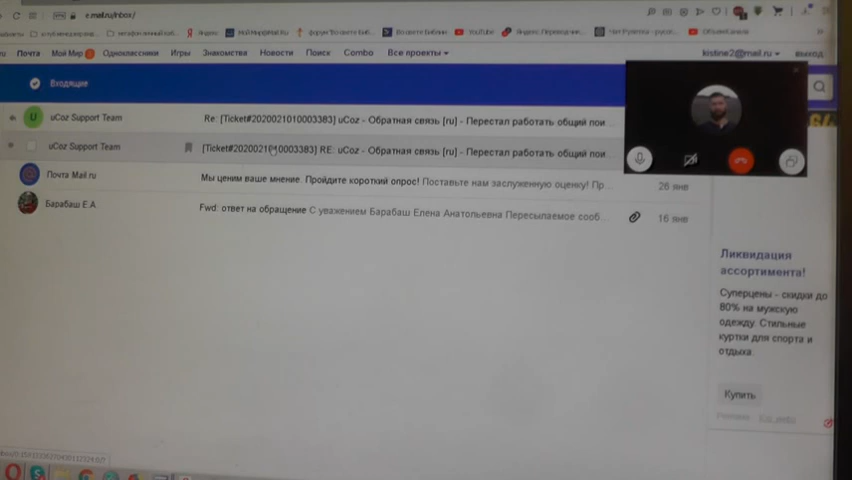 e.mail.ru/inbox/
Яндекс
YouTube
Почта Мой Мир Одноклассники Игры Знакомства Новости Поиск Combo Все проекты
kistine2@mail.ru выход
Входящие
U uCoz Support Team Re: [Ticket#2020021010003383] uCoz - Обратная связь [ru] - Перестал работать общий пои...
uCoz Support Team [Ticket#2020021010003383] RE: uCoz - Обратная связь [ru] - Перестал работать общий пои...
Почта Mail.ru Мы ценим ваше мнение. Пройдите короткий опрос! Поставьте нам заслуженную оценку! Пр... 26 янв
Барабаш Е.А Fwd: ответ на обращение С уважением Барабаш Елена Анатольевна Пересылаемое сооб... 16 янв
Ликвидация
ассортимента!
Суперцены - скидки до
80% на мужскую
одежду. Стильные
куртки для спорта и
отдыха.
Купить